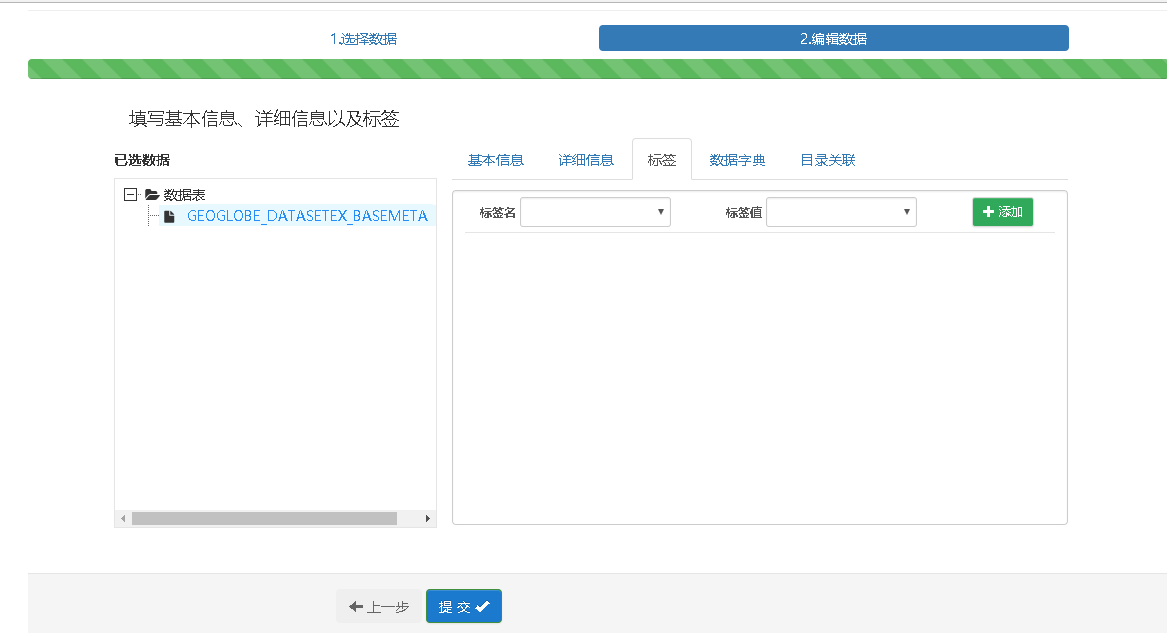 1.选择数据
2.编辑数据
填写基本信息、详细信息以及标签
已选数据
数据表
GEOGLOBE_DATASETEX_BASEMETA
基本信息 详细信息 标签 数据字典 目录关联
标签名 标签值 添加
上一步 提 交